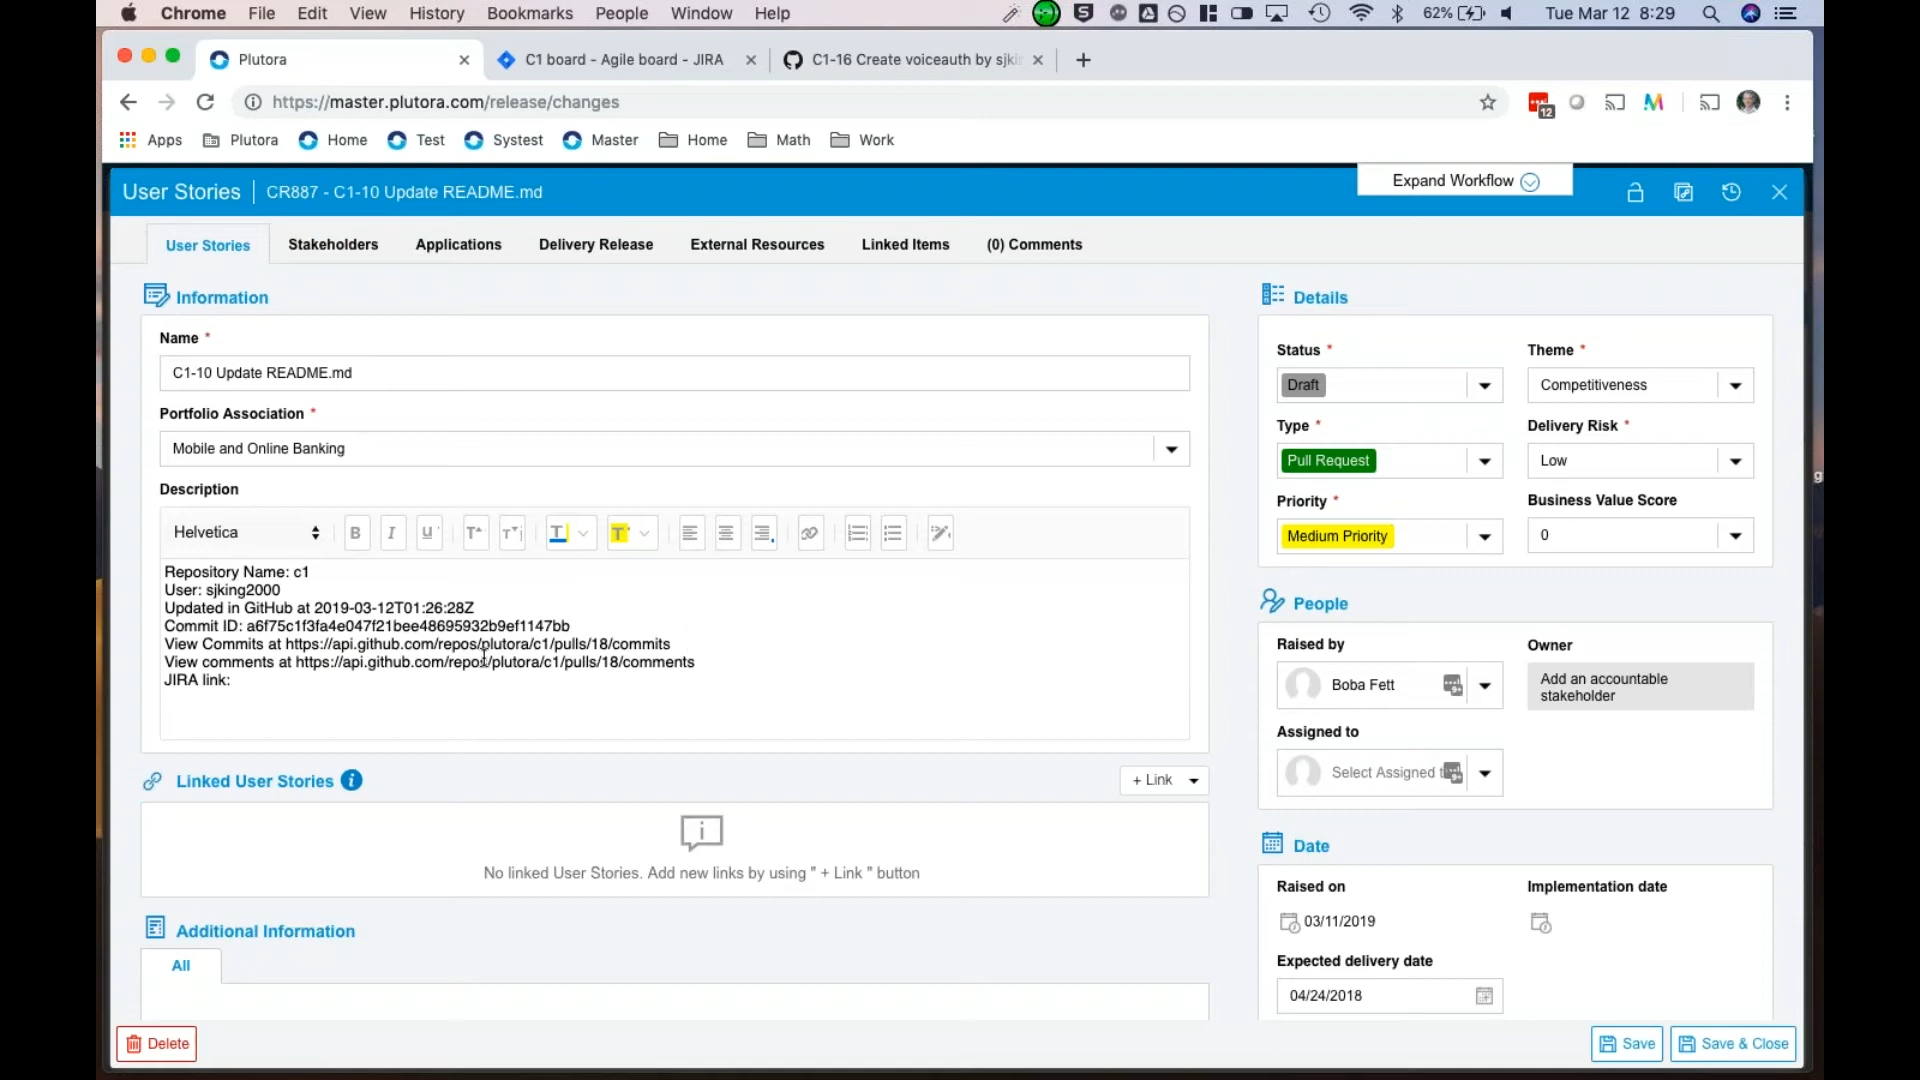 Chrome File Edit View History Bookmarks People Window Help 62% Tue Mar 12 8:29
Plutora C1 board - Agile board - JIRA C1-16 Create voiceauth by sjki
https://master.plutora.com/release/changes 12
Apps Plutora Home Test Systest Master Home Math Work
User Stories CR887 - C1-10 Update README.md Expand Workflow
User Stories Stakeholders Applications Delivery Release External Resources Linked Items (0) Comments
Information
Name *
C1-10 Update README.md
Portfolio Association *
Mobile and Online Banking
Description
Helvetica B I U
Repository Name: c1
User: sjking2000
Updated in GitHub at 2019-03-12T01:26:28Z
Commit ID: a6f75c1f3fa4e047f21bee48695932b9ef1147bb
View Commits at https://api.github.com/repos/plutora/c1/pulls/18/commits
View comments at https://api.github.com/repos/plutora/c1/pulls/18/comments
JIRA link:
Linked User Stories
+ Link
No linked User Stories. Add new links by using " + Link " button
Additional Information
All
Details
Status * Theme *
Draft Competitiveness
Type * Delivery Risk *
Pull Request Low
Priority * Business Value Score
Medium Priority 0
People
Raised by Owner
Boba Fett Add an accountable
stakeholder
Assigned to
Select Assigned t
Date
Raised on Implementation date
03/11/2019
Expected delivery date
04/24/2018
Delete Save Save & Close